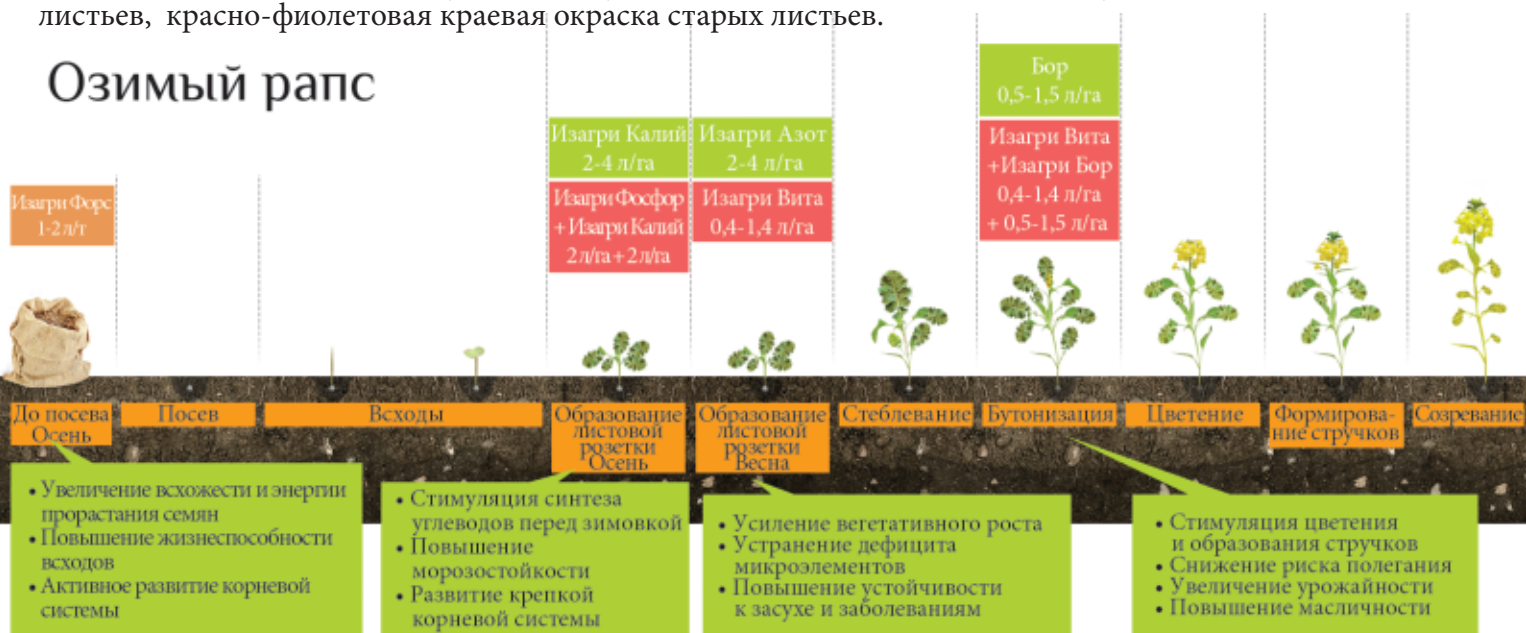 листьев, красно-фиолетовая краевая окраска старых листьев.
Озимый рапс
Изагри Форс
1-2 л/т
Изагри Калий
2-4 л/га
Изагри Фосфор
+ Изагри Калий
2 л/га + 2 л/га
Изагри Азот
2-4 л/га
Изагри Вита
0,4-1,4 л/га
Бор
0,5-1,5 л/га
Изагри Вита
+Изагри Бор
0,4-1,4 л/га
+ 0,5-1,5 л/га
До посева
Осень
Посев
Всходы
Образование
листовой
розетки
Осень
Образование
листовой
розетки
Весна
Стеблевание
Бутонизация
Цветение
Формирова-
ние стручков
Созревание
• Увеличение всхожести и энергии
прорастания семян
• Повышение жизнеспособности
всходов
• Активное развитие корневой
системы
• Стимуляция синтеза
углеводов перед зимовкой
• Повышение
морозостойкости
• Развитие крепкой
корневой системы
• Усиление вегетативного роста
• Устранение дефицита
микроэлементов
• Повышение устойчивости
к засухе и заболеваниям
• Стимуляция цветения
и образования стручков
• Снижение риска полегания
• Увеличение урожайности
• Повышение масличности